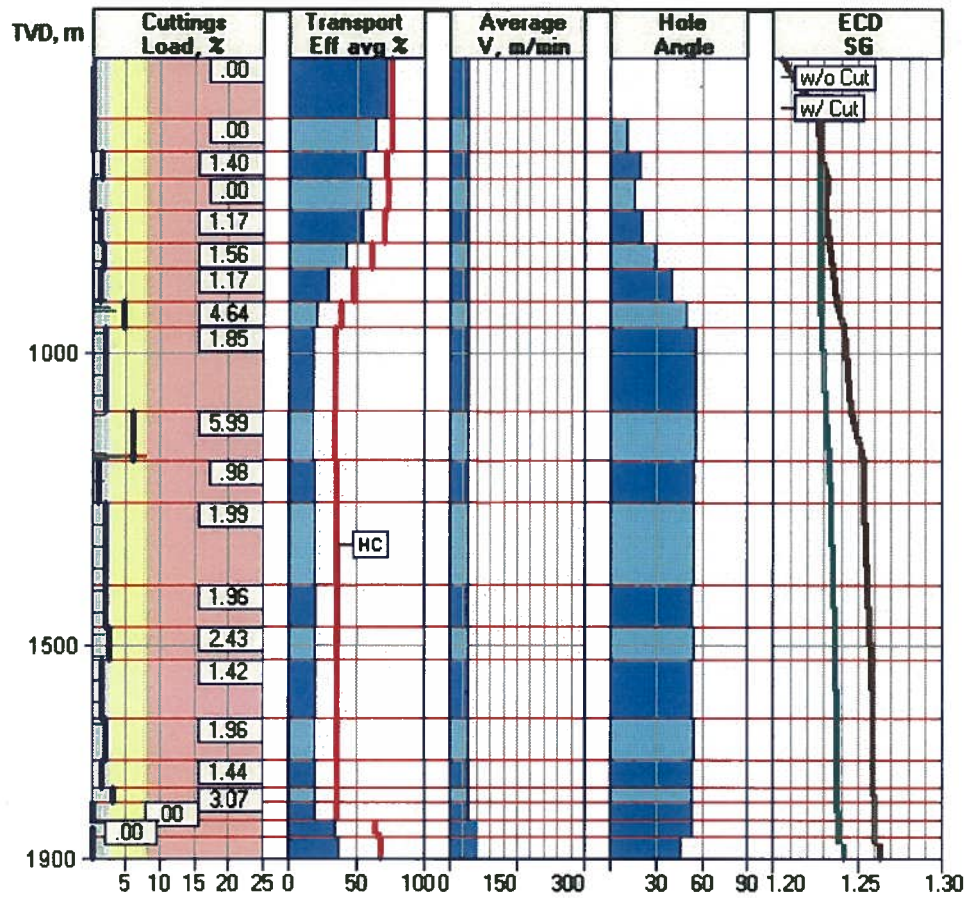 TVD, m
Cuttings
Load, %
Transport
Eff avg %
Average
V, m/min
Hole
Angle
ECD
SG
.00
w/o Cut
w/ Cut
.00
1.40
.00
1.17
1.56
1.17
4.64
1.85
1000
5.99
.98
1.99
HC
1.96
2.43
1500
1.42
1.96
1.44
3.07
.00
.00
1900
5 10 15 20 25 0 50 100 0 150 300 30 60 90 1.20 1.25 1.30